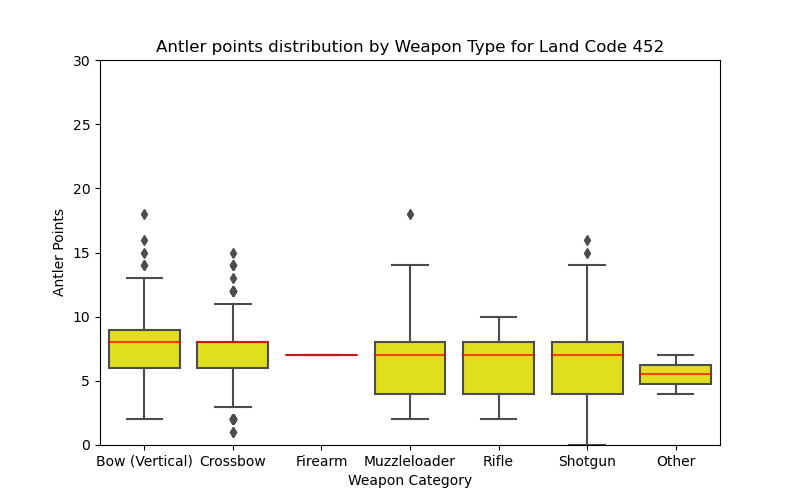 Antler points distribution by Weapon Type for Land Code 452
30
25
20
15
10
5
0
Antler Points
Bow (Vertical) Crossbow Firearm Muzzleloader Rifle Shotgun Other
Weapon Category